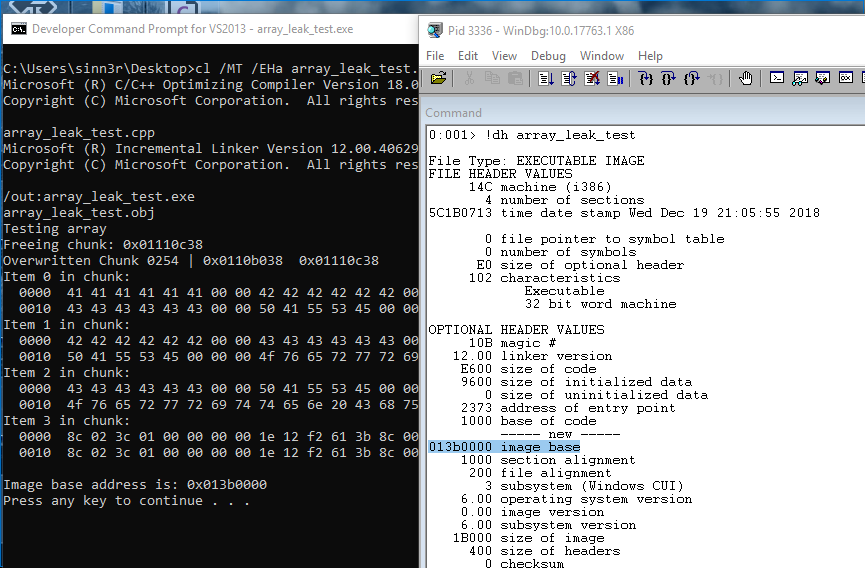 Developer Command Prompt for VS2013 - array_leak_test.exe
C:\Users\sinn3r\Desktop>cl /MT /EHa array_leak_test.
Microsoft (R) C/C++ Optimizing Compiler Version 18.0
Copyright (C) Microsoft Corporation.  All rights res
array_leak_test.cpp
Microsoft (R) Incremental Linker Version 12.00.40629
Copyright (C) Microsoft Corporation.  All rights res
/out:array_leak_test.exe
array_leak_test.obj
Testing array
Freeing chunk: 0x01110c38
Overwritten Chunk 0254 | 0x0110b038  0x01110c38
Item 0 in chunk:
  0000  41 41 41 41 41 41 00 00 42 42 42 42 42 42 00
  0010  43 43 43 43 43 43 00 00 50 41 55 53 45 00 00
Item 1 in chunk:
  0000  42 42 42 42 42 42 00 00 43 43 43 43 43 43 00
  0010  50 41 55 53 45 00 00 00 4f 76 65 72 77 72 69
Item 2 in chunk:
  0000  43 43 43 43 43 43 00 00 50 41 55 53 45 00 00
  0010  4f 76 65 72 77 72 69 74 74 65 6e 20 43 68 75
Item 3 in chunk:
  0000  8c 02 3c 01 00 00 00 00 1e 12 f2 61 3b 8c 00
  0010  8c 02 3c 01 00 00 00 00 1e 12 f2 61 3b 8c 00
Image base address is: 0x013b0000
Press any key to continue . . .
Pid 3336 - WinDbg:10.0.17763.1 X86
File Edit View Debug Window Help
Command
0:001> !dh array_leak_test
File Type: EXECUTABLE IMAGE
FILE HEADER VALUES
     14C machine (i386)
       4 number of sections
5C1B0713 time date stamp Wed Dec 19 21:05:55 2018
       0 file pointer to symbol table
       0 number of symbols
      E0 size of optional header
     102 characteristics
            Executable
            32 bit word machine
OPTIONAL HEADER VALUES
     10B magic #
   12.00 linker version
    E600 size of code
    9600 size of initialized data
       0 size of uninitialized data
    2373 address of entry point
    1000 base of code
         ----- new -----
013b0000 image base
    1000 section alignment
     200 file alignment
       3 subsystem (Windows CUI)
    6.00 operating system version
    0.00 image version
    6.00 subsystem version
   1B000 size of image
     400 size of headers
       0 checksum